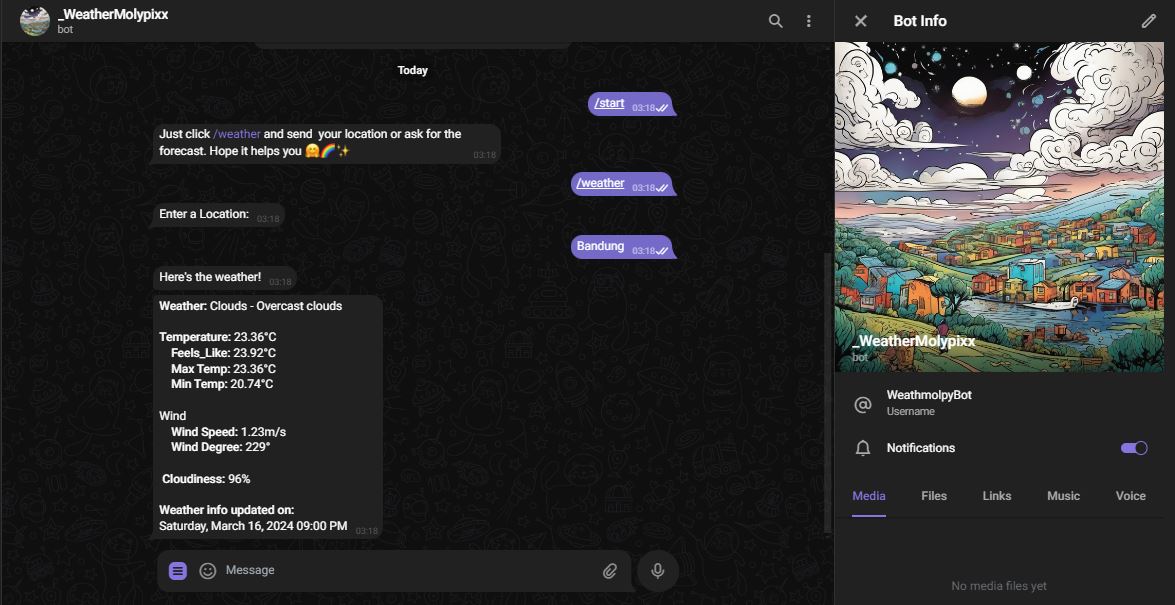 _WeatherMolypixx
bot
Today
/start 03:18
Just click /weather and send your location or ask for the
forecast. Hope it helps you 🤗🌈✨ 03:18
/weather 03:18
Enter a Location: 03:18
Bandung 03:18
Here's the weather! 03:18
Weather: Clouds - Overcast clouds
Temperature: 23.36°C
Feels_Like: 23.92°C
Max Temp: 23.36°C
Min Temp: 20.74°C
Wind
Wind Speed: 1.23m/s
Wind Degree: 229°
Cloudiness: 96%
Weather info updated on:
Saturday, March 16, 2024 09:00 PM 03:18
Message
Bot Info
_WeatherMolypixx
bot
@ WeathmolpyBot
Username
Notifications
Media Files Links Music Voice
No media files yet